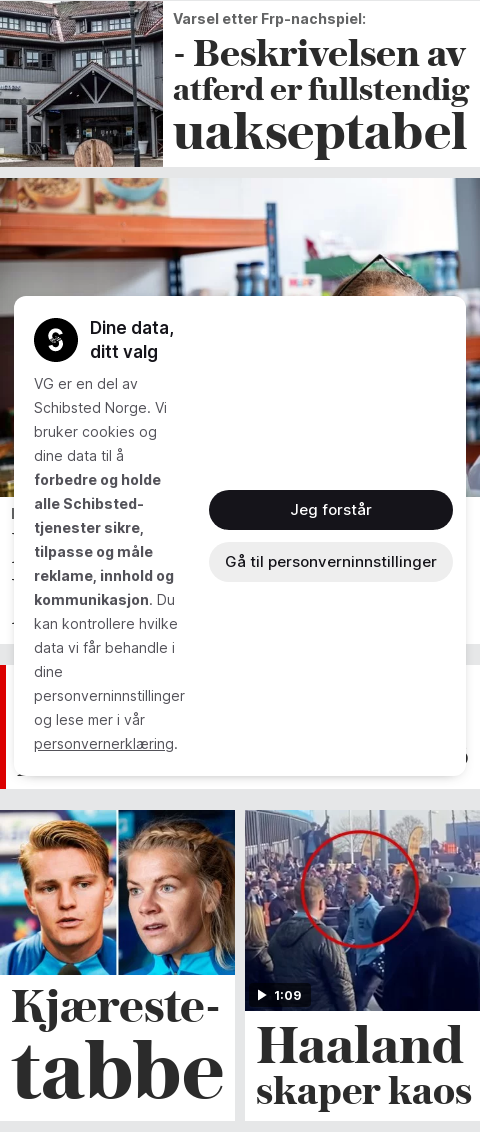 Varsel etter Frp-nachspiel:
- Beskrivelsen av
atferd er fullstendig
uakseptabel
Dine data,
ditt valg
VG er en del av
Schibsted Norge. Vi
bruker cookies og
dine data til å
forbedre og holde
alle Schibsted-
tjenester sikre,
tilpasse og måle
reklame, innhold og
kommunikasjon. Du
kan kontrollere hvilke
data vi får behandle i
dine
personverninnstillinger
og lese mer i vår
personvernerklæring.
Jeg forstår
Gå til personverninnstillinger
Kjæreste-
tabbe
1:09
Haaland
skaper kaos